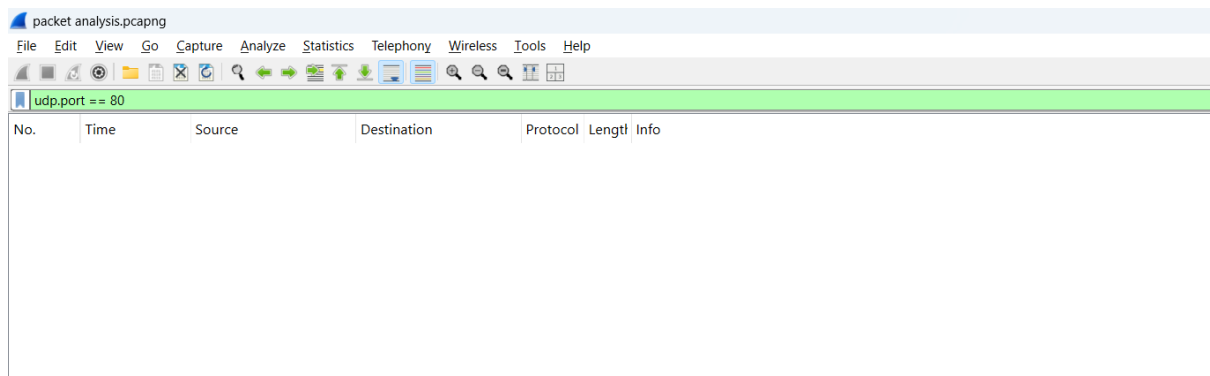 packet analysis.pcapng
File Edit View Go Capture Analyze Statistics Telephony Wireless Tools Help
udp.port == 80
No. Time Source Destination Protocol Lengtl Info